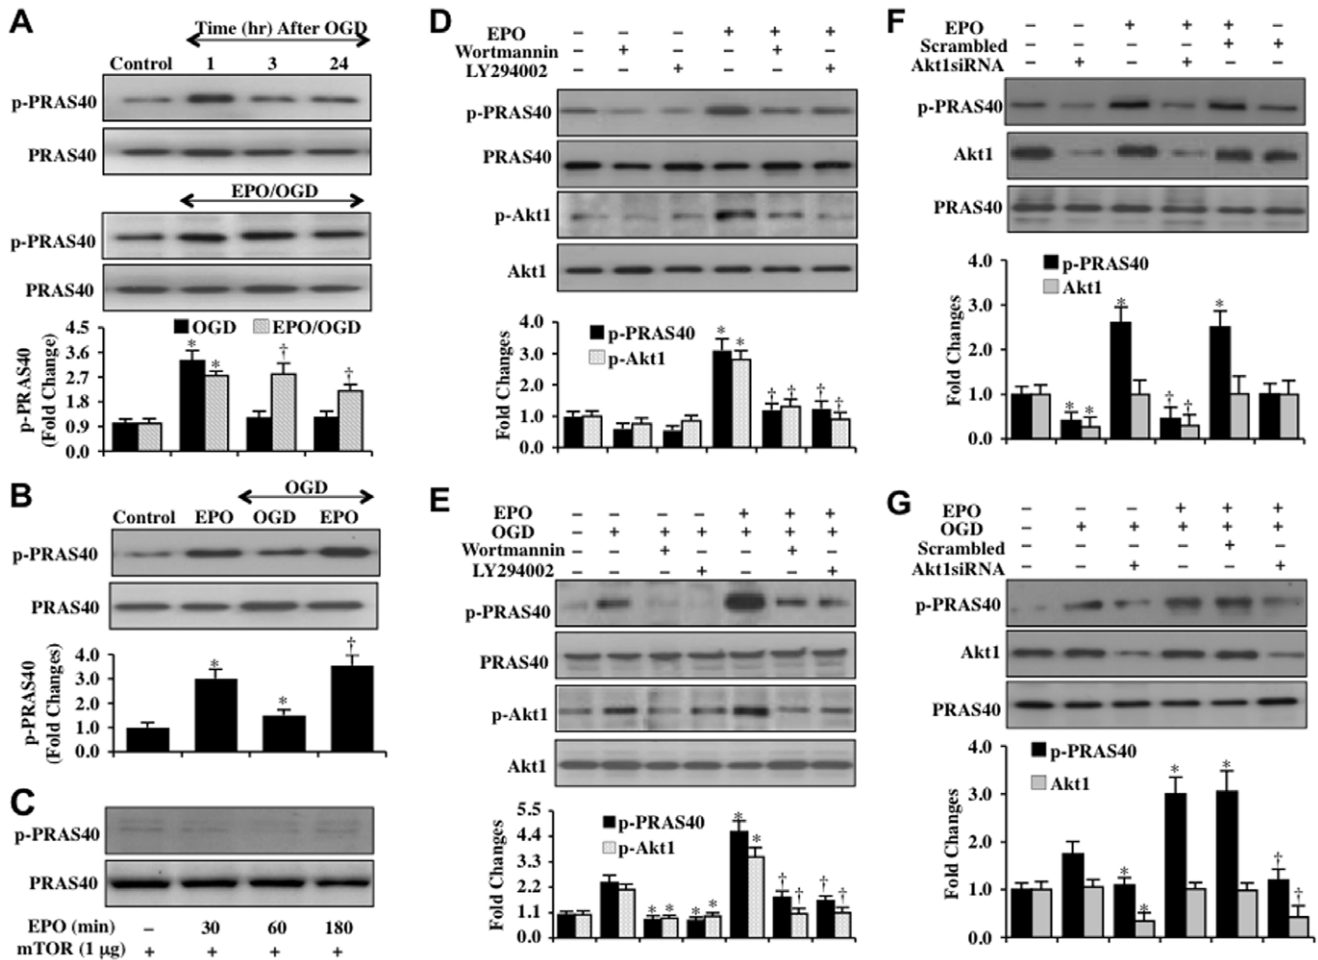 A
Time (hr) After OGD
Control 1 3 24
p-PRAS40
PRAS40
EPO/OGD
p-PRAS40
PRAS40
p-PRAS40
(Fold Change)
OGD EPO/OGD
4.5
3.6
2.7
1.8
0.9
0.0
* * † †
B
OGD
Control EPO OGD EPO
p-PRAS40
PRAS40
p-PRAS40
(Fold Changes)
4.0
3.0
2.0
1.0
0.0
* * †
C
p-PRAS40
PRAS40
EPO (min) – 30 60 180
mTOR (1 µg) + + + +
D
EPO – – – + + +
Wortmannin – + – – + –
LY294002 – – + – – +
p-PRAS40
PRAS40
p-Akt1
Akt1
Fold Changes
p-PRAS40
p-Akt1
4.0
3.0
2.0
1.0
0.0
* * † † † †
E
EPO – – – – + + +
OGD – + + + + + +
Wortmannin – – + – – + –
LY294002 – – – + – – +
p-PRAS40
PRAS40
p-Akt1
Akt1
Fold Changes
p-PRAS40
p-Akt1
5.5
4.4
3.3
2.2
1.1
0.0
* * * * * * † † † †
F
EPO – – + + + –
Scrambled – – – – + +
Akt1siRNA – + – + – –
p-PRAS40
Akt1
PRAS40
Fold Changes
p-PRAS40
Akt1
4.0
3.0
2.0
1.0
0.0
* * * † † *
G
EPO – – – + + +
OGD – + + + + +
Scrambled – – – – + –
Akt1siRNA – – + – – +
p-PRAS40
Akt1
PRAS40
Fold Changes
p-PRAS40
Akt1
4.0
3.0
2.0
1.0
0.0
* * * * † †